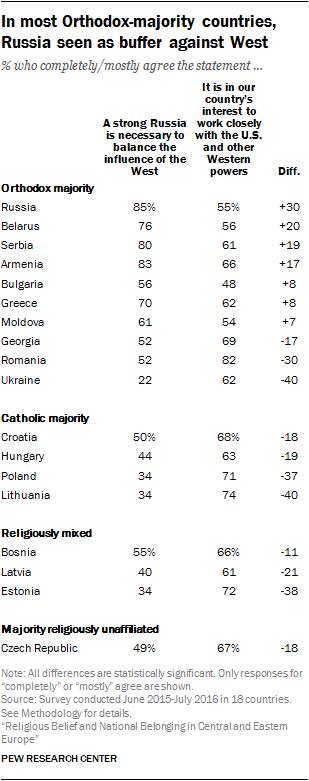 In most Orthodox-majority countries,
Russia seen as buffer against West
% who completely/mostly agree the statement ...
A strong Russia
is necessary to
balance the
influence of the
West
It is in our
country's
interest to
work closely
with the U.S.
and other
Western
powers
Diff.
Orthodox majority
Russia 85% 55% +30
Belarus 76 56 +20
Serbia 80 61 +19
Armenia 83 66 +17
Bulgaria 56 48 +8
Greece 70 62 +8
Moldova 61 54 +7
Georgia 52 69 -17
Romania 52 82 -30
Ukraine 22 62 -40
Catholic majority
Croatia 50% 68% -18
Hungary 44 63 -19
Poland 34 71 -37
Lithuania 34 74 -40
Religiously mixed
Bosnia 55% 66% -11
Latvia 40 61 -21
Estonia 34 72 -38
Majority religiously unaffiliated
Czech Republic 49% 67% -18
Note: All differences are statistically significant. Only responses for
“completely” or “mostly” agree are shown.
Source: Survey conducted June 2015-July 2016 in 18 countries.
See Methodology for details.
“Religious Belief and National Belonging in Central and Eastern
Europe”
PEW RESEARCH CENTER